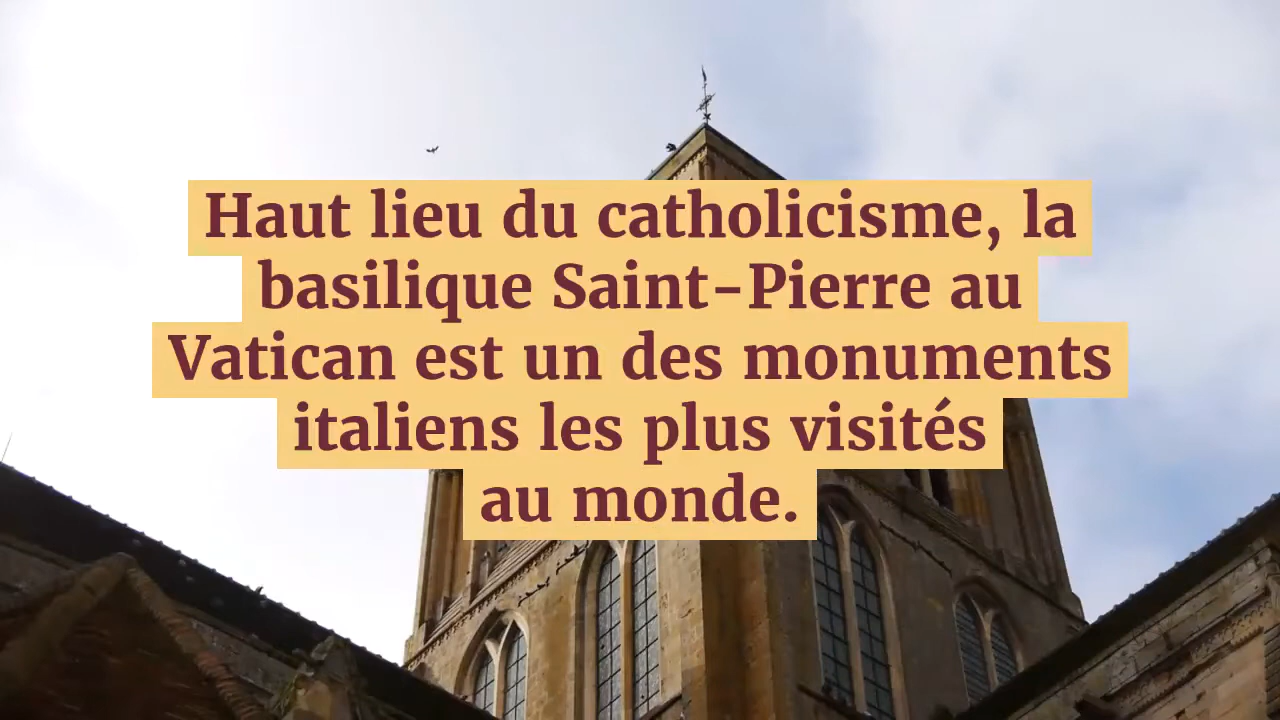 Haut lieu du catholicisme, la
basilique Saint-Pierre au
Vatican est un des monuments
italiens les plus visités
au monde.